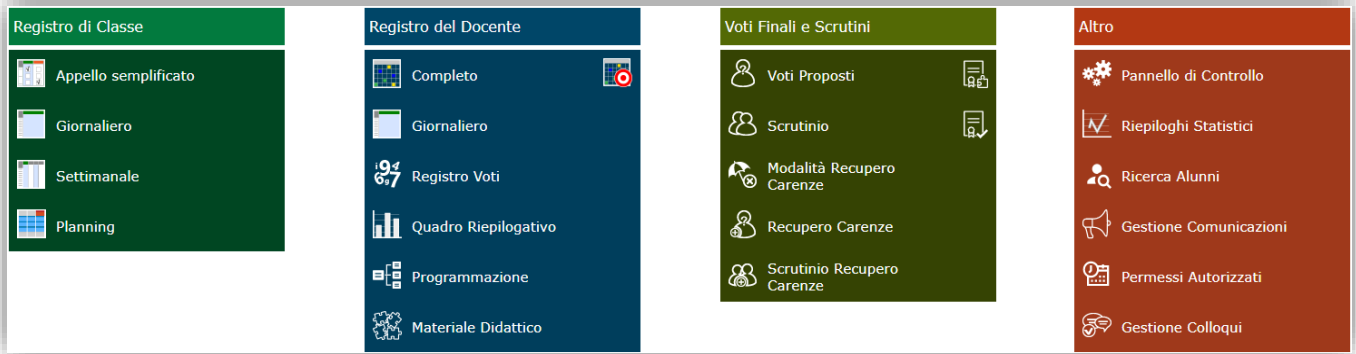 Registro di Classe
Appello semplificato
Giornaliero
Settimanale
Planning
Registro del Docente
Completo
Giornaliero
Registro Voti
Quadro Riepilogativo
Programmazione
Materiale Didattico
Voti Finali e Scrutini
Voti Proposti
Scrutinio
Modalità Recupero
Carenze
Recupero Carenze
Scrutinio Recupero
Carenze
Altro
Pannello di Controllo
Riepiloghi Statistici
Ricerca Alunni
Gestione Comunicazioni
Permessi Autorizzati
Gestione Colloqui